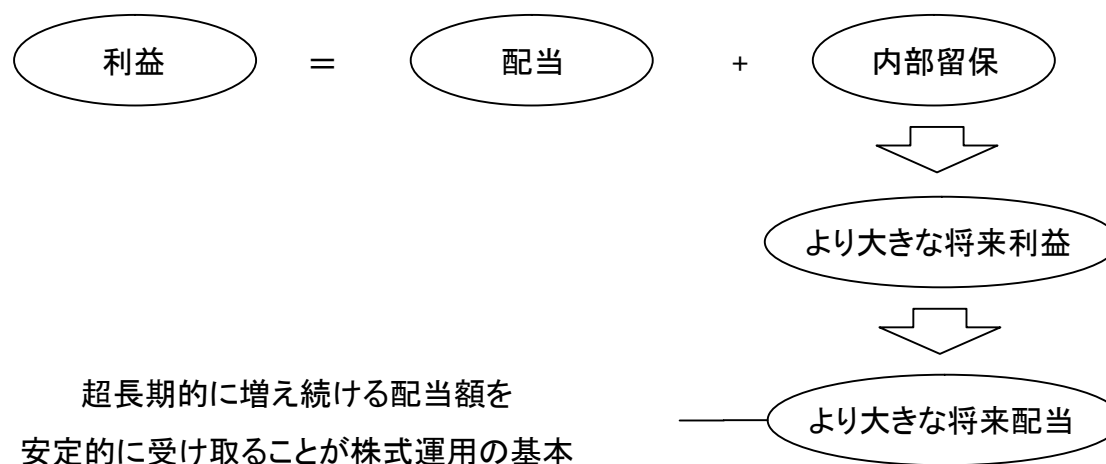 利益 = 配当 + 内部留保
より大きな将来利益
より大きな将来配当
超長期的に増え続ける配当額を
安定的に受け取ることが株式運用の基本